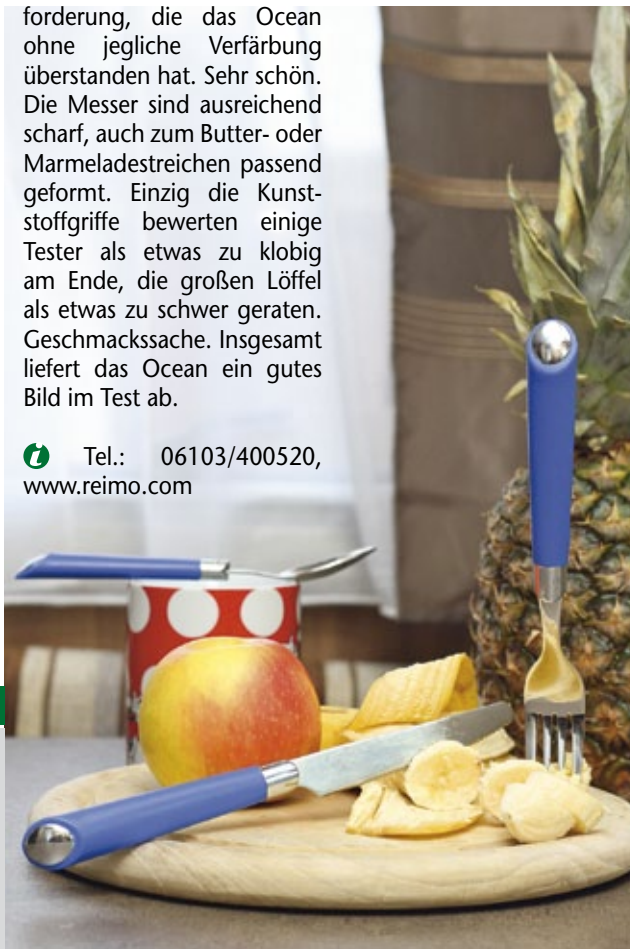 forderung, die das Ocean
ohne jegliche Verfärbung
überstanden hat. Sehr schön.
Die Messer sind ausreichend
scharf, auch zum Butter- oder
Marmeladestreichen passend
geformt. Einzig die Kunst-
stoffgriffe bewerten einige
Tester als etwas zu klobig
am Ende, die großen Löffel
als etwas zu schwer geraten.
Geschmackssache. Insgesamt
liefert das Ocean ein gutes
Bild im Test ab.
i Tel.: 06103/400520,
www.reimo.com